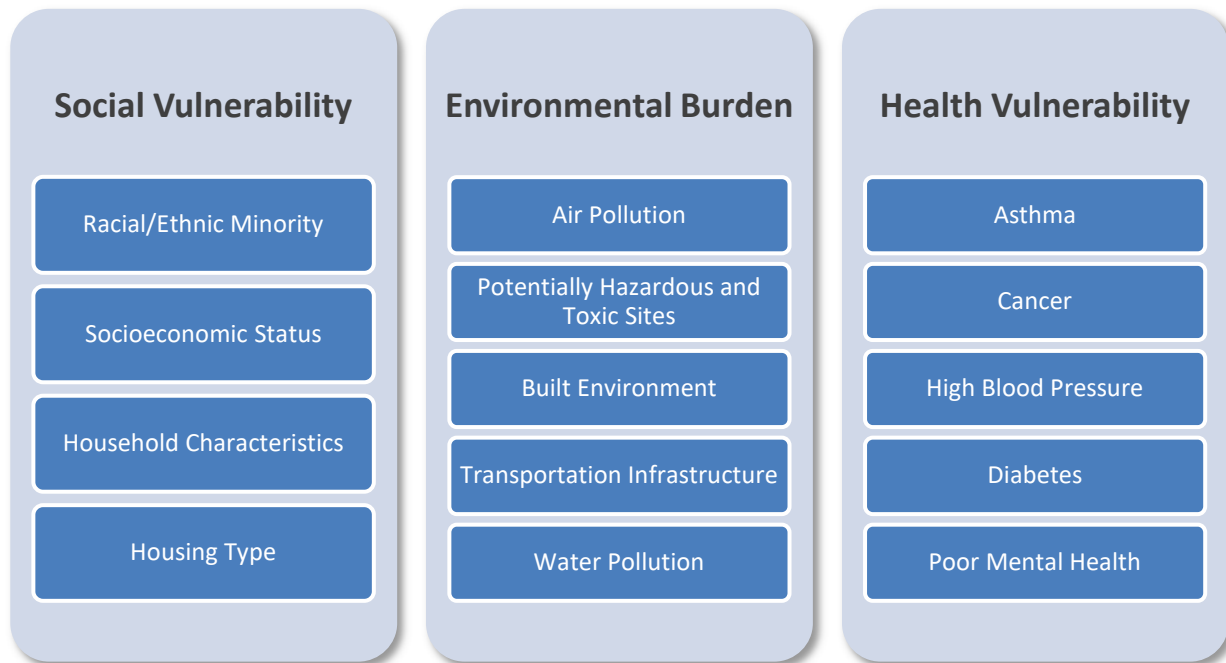 Social Vulnerability
Racial/Ethnic Minority
Socioeconomic Status
Household Characteristics
Housing Type
Environmental Burden
Air Pollution
Potentially Hazardous and
Toxic Sites
Built Environment
Transportation Infrastructure
Water Pollution
Health Vulnerability
Asthma
Cancer
High Blood Pressure
Diabetes
Poor Mental Health